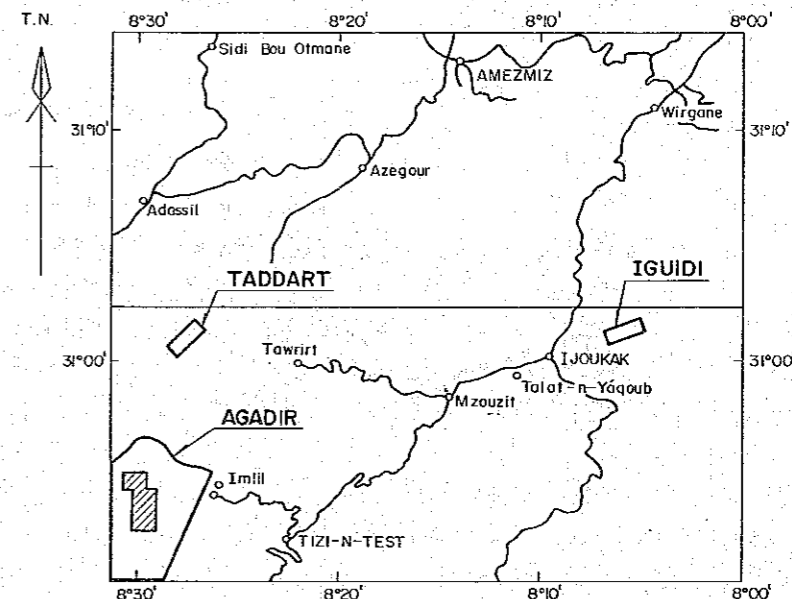 T.N.
8°30' 8°20' 8°10' 8°00'
Sidi Bou Otmane
AMEZMIZ
31°10' Wirgane 31°10'
Azegour
Adassil
TADDART IGUIDI
31°00' Tawrirt IJOUKAK 31°00'
Talat-n-Yáqoub
Mzouzit
AGADIR
Imlil
TIZI-N-TEST
8°30' 8°20' 8°10' 8°00'